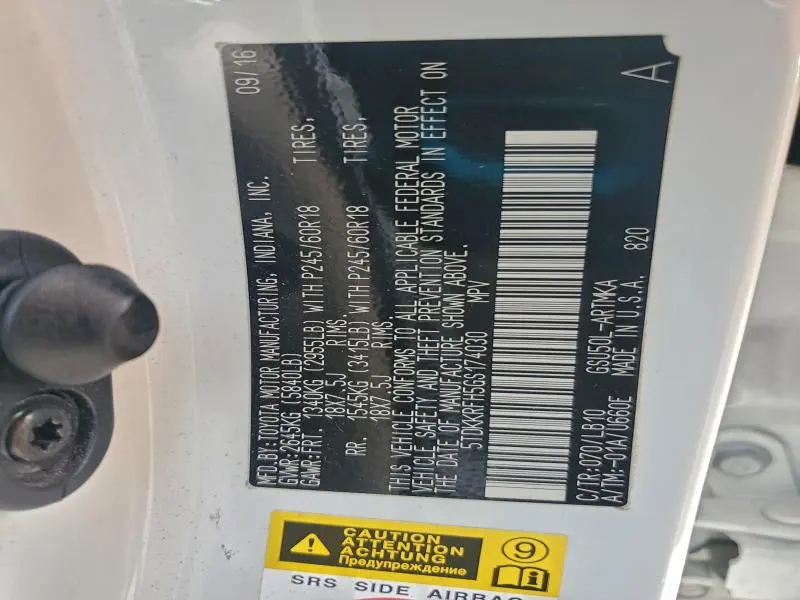 09/16
MFD.BY:TOYOTA MOTOR MANUFACTURING, INDIANA, INC.
GVWR:2645KG (5840LB)
GAWR:FRT. 1340KG (2955LB) WITH P245/60R18 TIRES,
18X7.5J RIMS.
RR. 1545KG (3415LB) WITH P245/60R18 TIRES,
18X7.5J RIMS.
THIS VEHICLE CONFORMS TO ALL APPLICABLE FEDERAL MOTOR
VEHICLE SAFETY AND THEFT PREVENTION STANDARDS IN EFFECT ON
THE DATE OF MANUFACTURE SHOWN ABOVE.
5TDKKRFH5GS174030 MPV
C/TR:070/LB10 GSU50L-ARTMKA
A/TM:-01A/U660E MADE IN U.S.A. 820
A
CAUTION
ATTENTION
ACHTUNG
Предупреждение
9
SRS SIDE AIRBAG